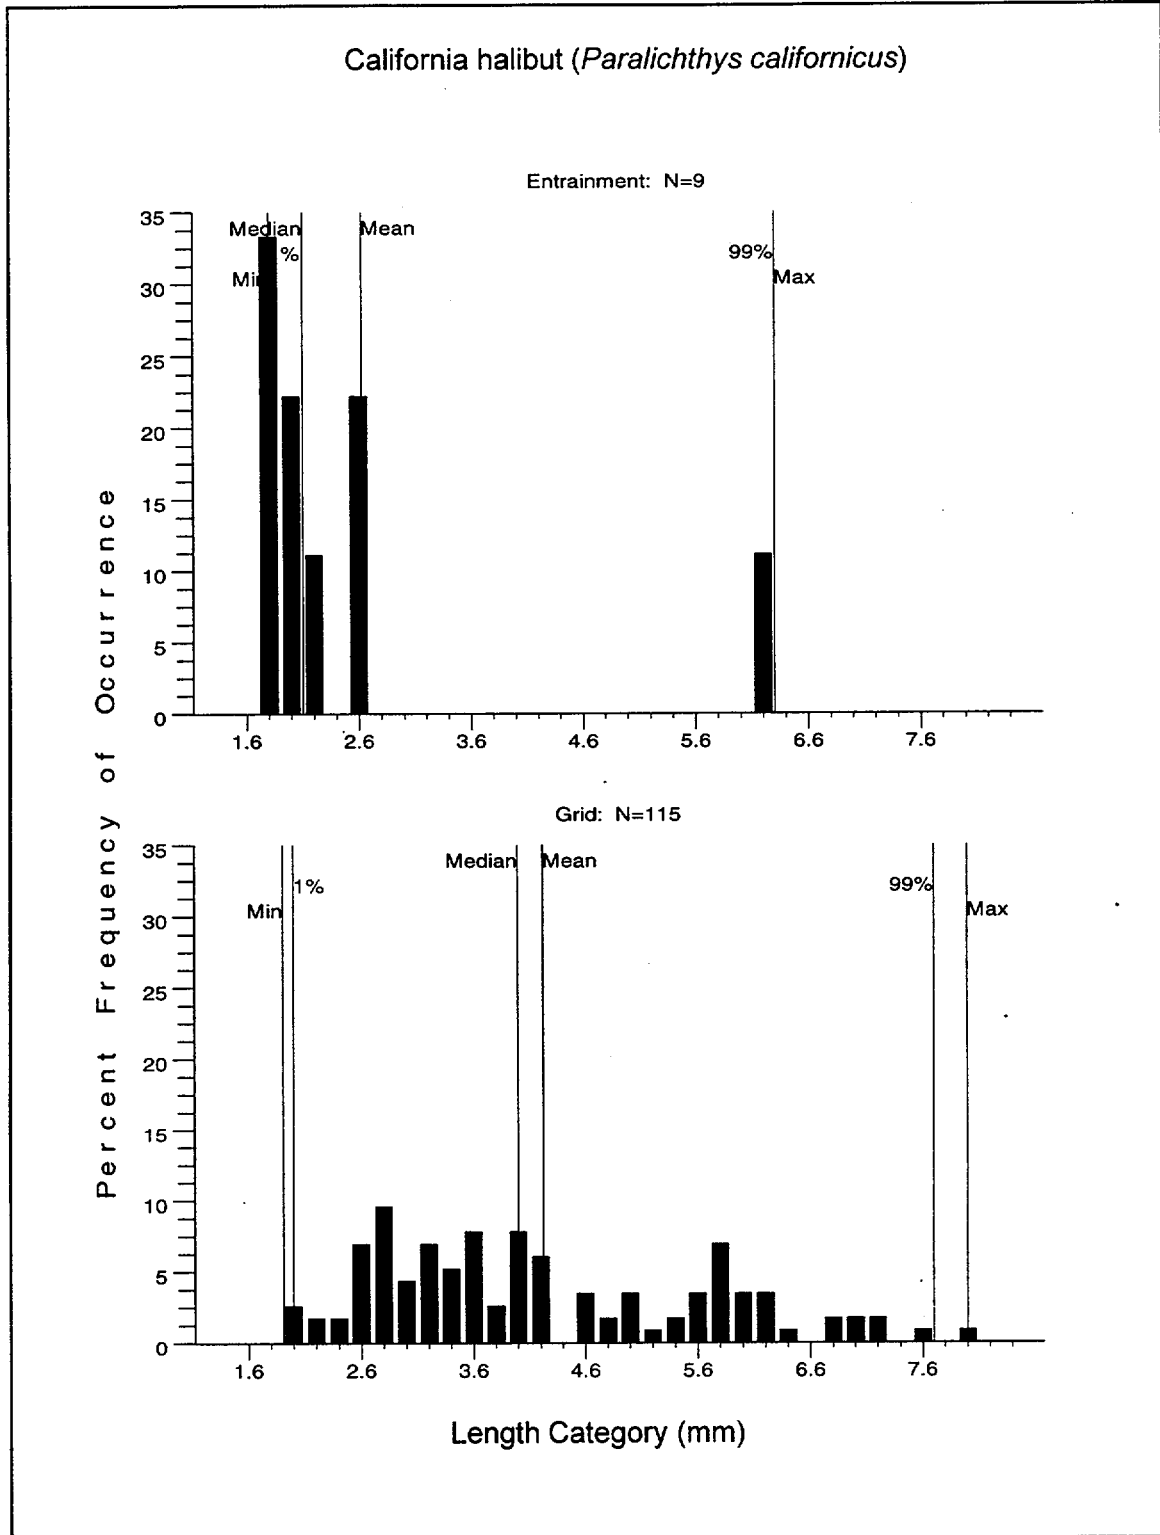 California halibut (Paralichthys californicus)
Entrainment: N=9
35
Median
Mean
%
99%
Min
Max
30
25
20
15
10
5
0
1.6 2.6 3.6 4.6 5.6 6.6 7.6
Percent Frequency of Occurrence
Grid: N=115
35
Median
Mean
1%
99%
Min
Max
30
25
20
15
10
5
0
1.6 2.6 3.6 4.6 5.6 6.6 7.6
Length Category (mm)